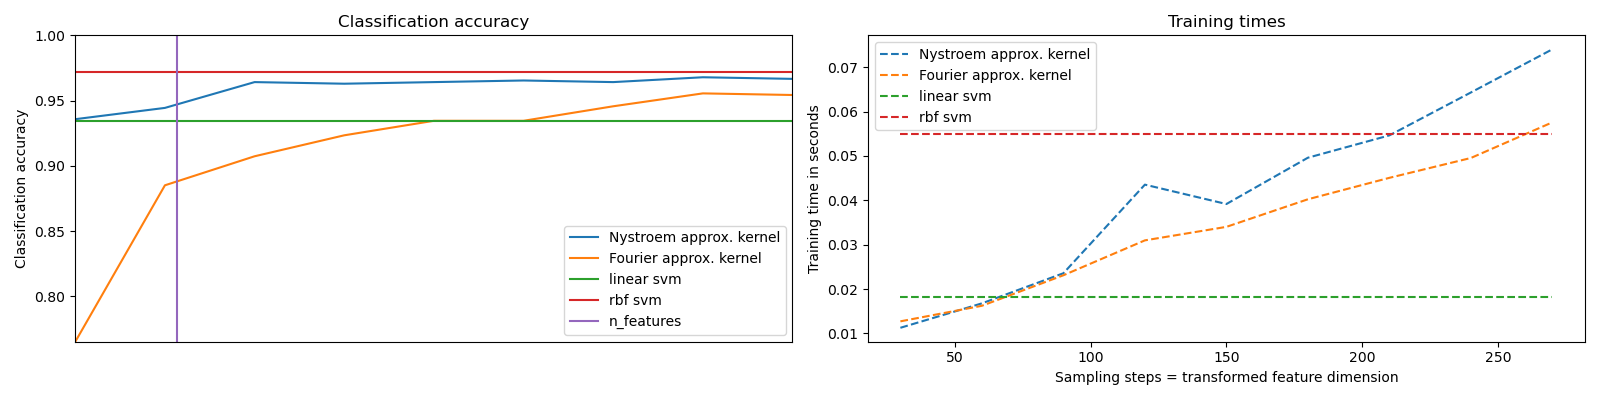 Classification accuracy
Classification accuracy
1.00
0.95
0.90
0.85
0.80
Nystroem approx. kernel
Fourier approx. kernel
linear svm
rbf svm
n_features
Training times
Training time in seconds
0.07
0.06
0.05
0.04
0.03
0.02
0.01
Nystroem approx. kernel
Fourier approx. kernel
linear svm
rbf svm
50 100 150 200 250
Sampling steps = transformed feature dimension